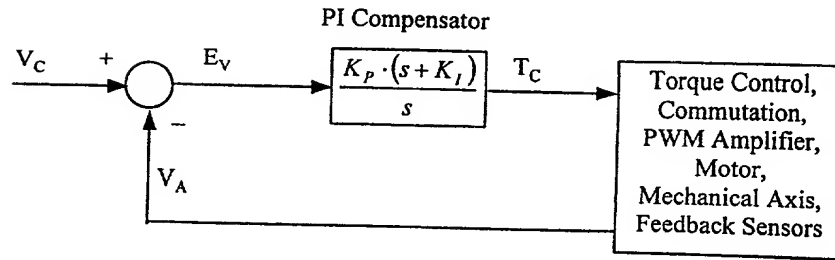 PI Compensator
V_C
+
E_V
K_P · (s + K_I)
s
T_C
Torque Control,
Commutation,
PWM Amplifier,
Motor,
Mechanical Axis,
Feedback Sensors
−
V_A